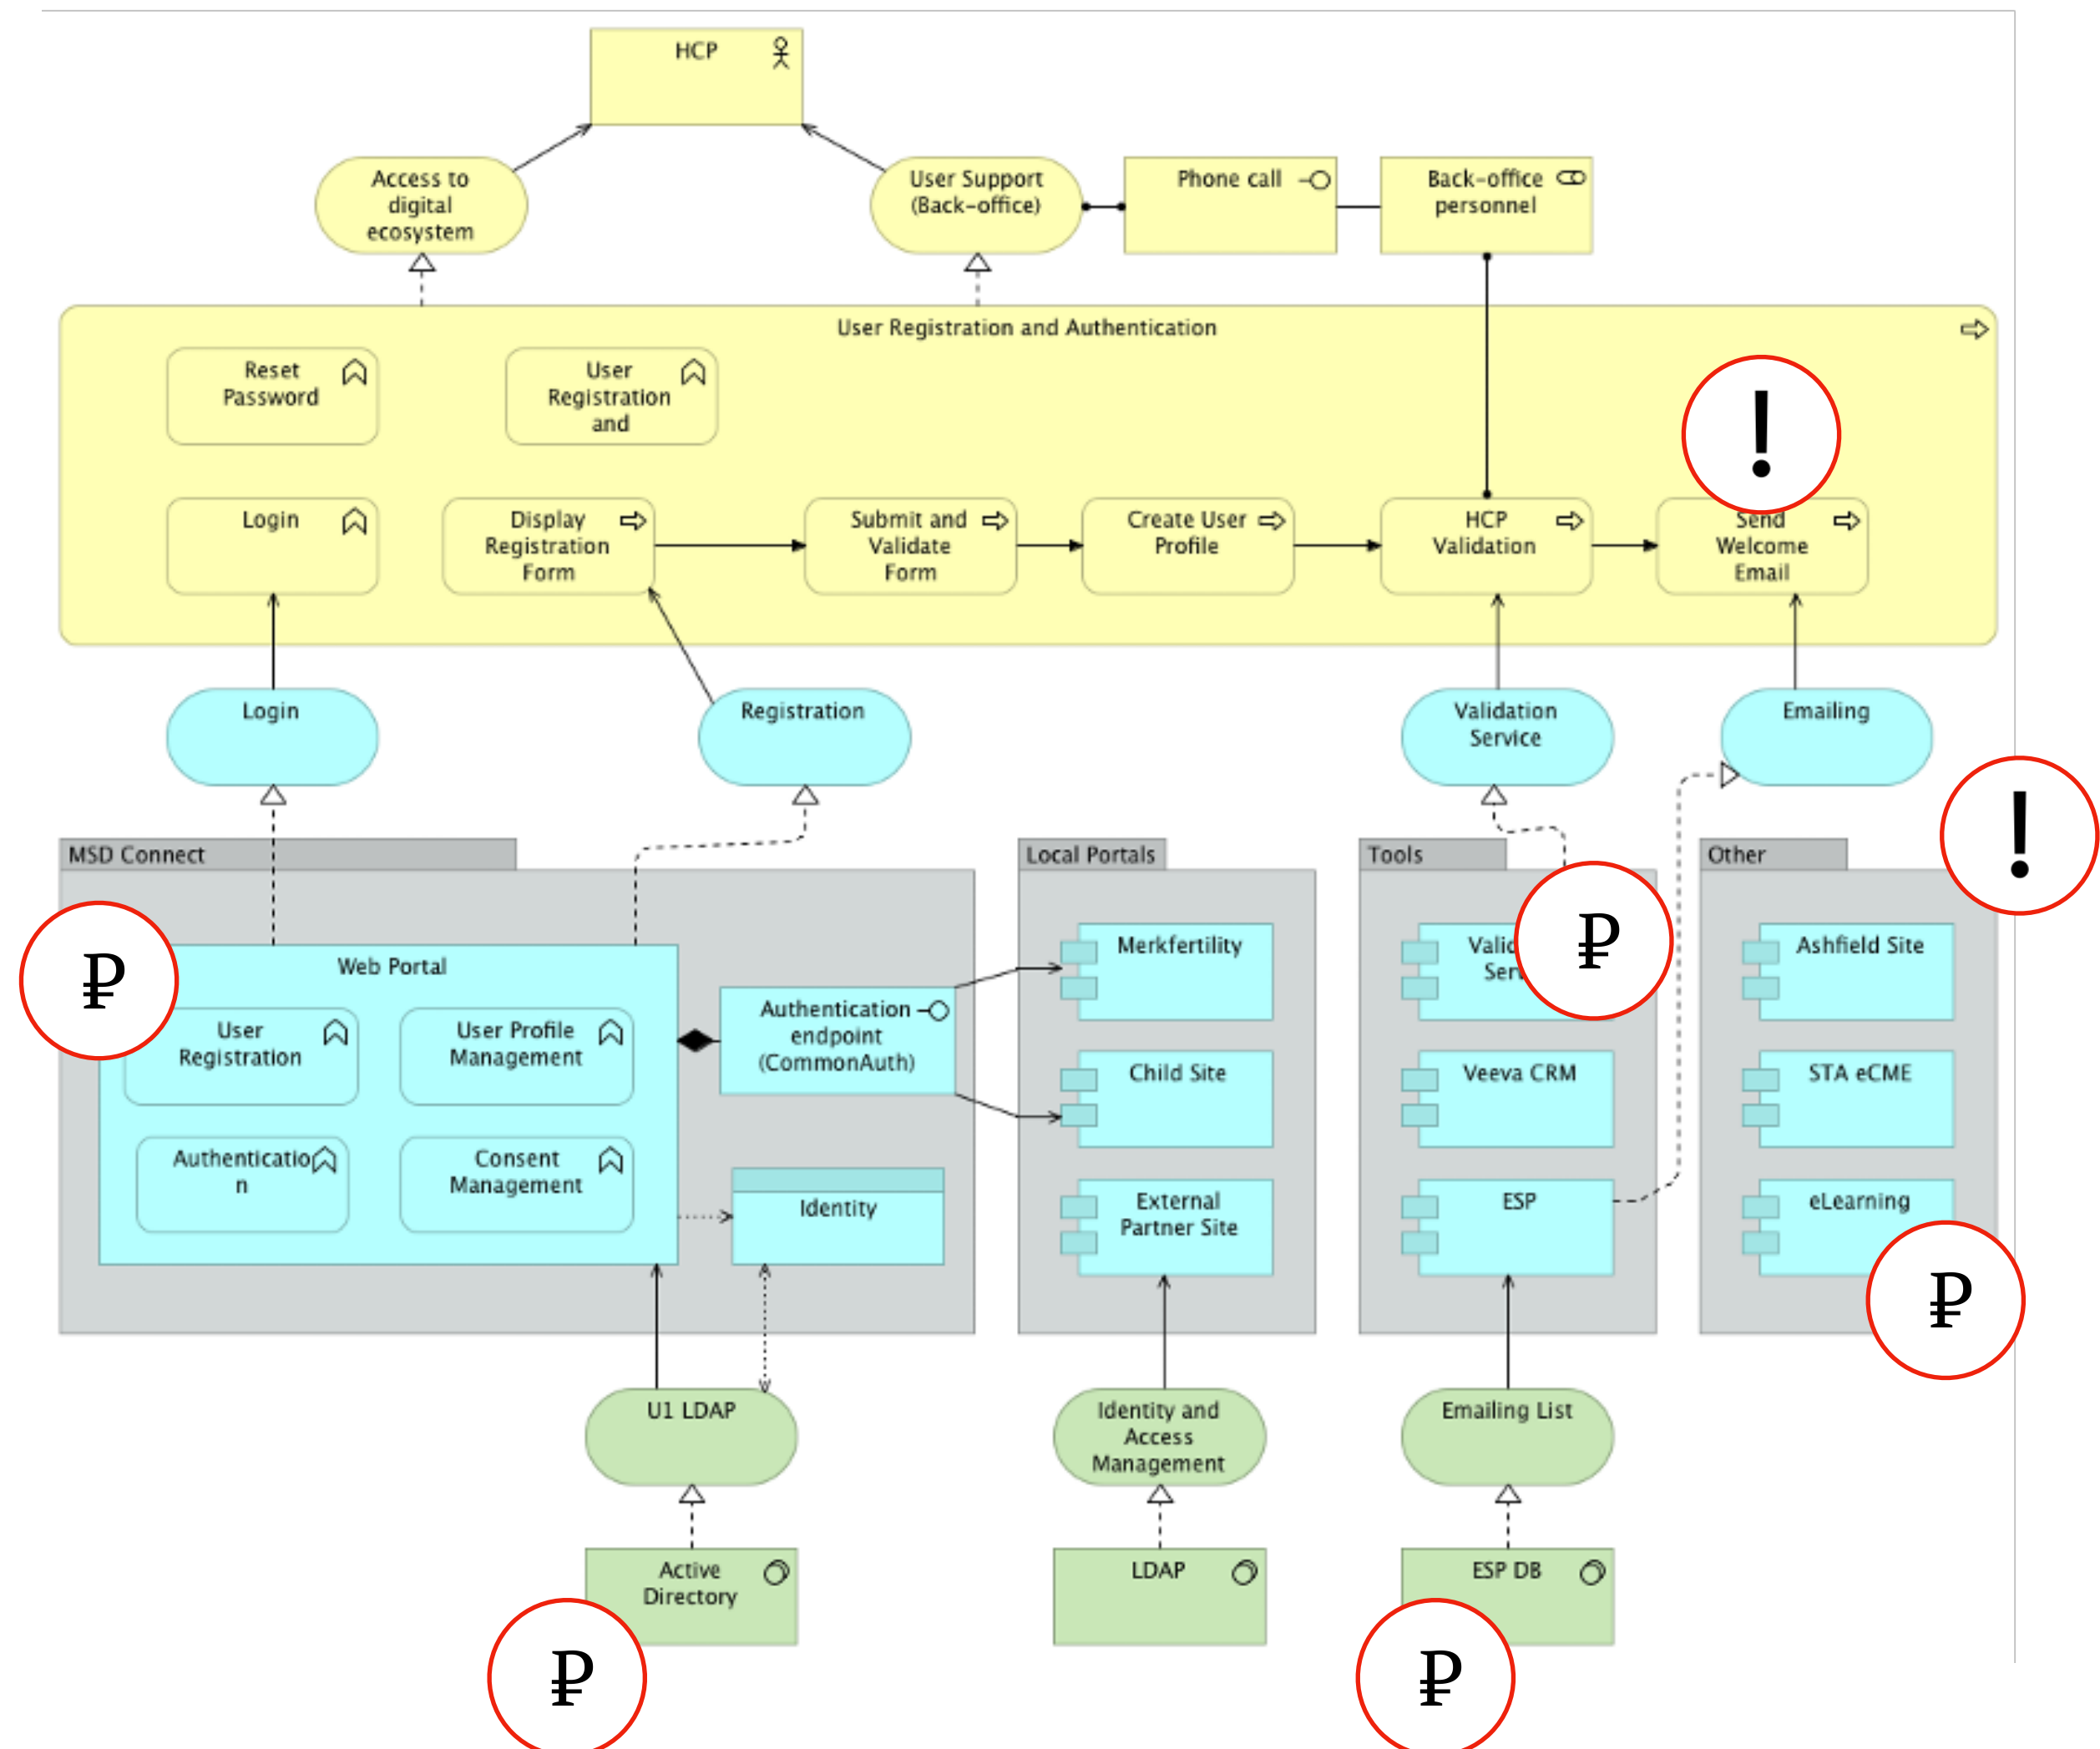 HCP
Access to
digital
ecosystem
User Support
(Back-office)
Phone call
Back-office
personnel
User Registration and Authentication
Reset
Password
User
Registration
and
!
Login
Display
Registration
Form
Submit and
Validate
Form
Create User
Profile
HCP
Validation
Send
Welcome
Email
Login
Registration
Validation
Service
Emailing
!
MSD Connect
Web Portal
User
Registration
User Profile
Management
Authenticatio
n
Consent
Management
Authentication
endpoint
(CommonAuth)
Identity
Local Portals
Merkfertility
Child Site
External
Partner Site
Tools
Veeva CRM
ESP
Other
Ashfield Site
STA eCME
eLearning
₽
₽
₽
U1 LDAP
Identity and
Access
Management
Emailing List
Active
Directory
LDAP
ESP DB
₽
₽